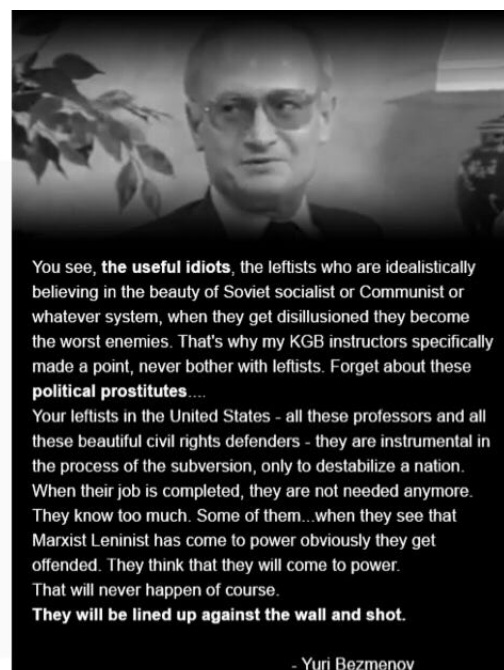 You see, the useful idiots, the leftists who are idealistically
believing in the beauty of Soviet socialist or Communist or
whatever system, when they get disillusioned they become
the worst enemies. That's why my KGB instructors specifically
made a point, never bother with leftists. Forget about these
political prostitutes....
Your leftists in the United States - all these professors and all
these beautiful civil rights defenders - they are instrumental in
the process of the subversion, only to destabilize a nation.
When their job is completed, they are not needed anymore.
They know too much. Some of them...when they see that
Marxist Leninist has come to power obviously they get
offended. They think that they will come to power.
That will never happen of course.
They will be lined up against the wall and shot.
- Yuri Bezmenov